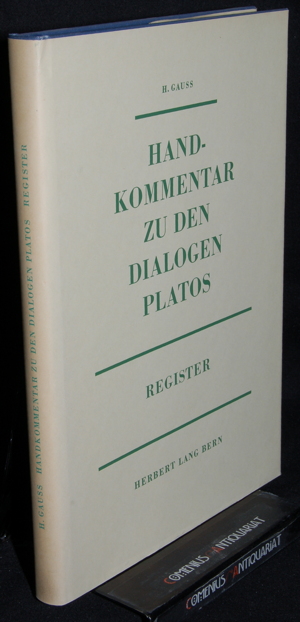 H. GAUSS
HAND-
KOMMENTAR
ZU DEN
DIALOGEN
PLATOS
REGISTER
HERBERT LANG BERN
H. GAUSS HANDKOMMENTAR ZU DEN DIALOGEN PLATOS REGISTER
COMENIUS-ANTIQUARIAT
COMENIUS-ANTIQUARIAT